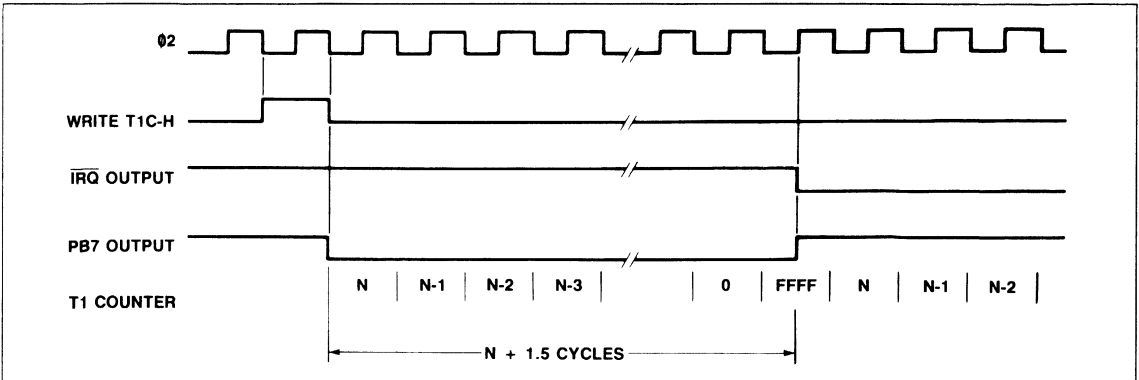 Ø2
WRITE T1C-H
IRQ OUTPUT
PB7 OUTPUT
T1 COUNTER
N | N-1 | N-2 | N-3 | | 0 | FFFF | N | N-1 | N-2 |
N + 1.5 CYCLES